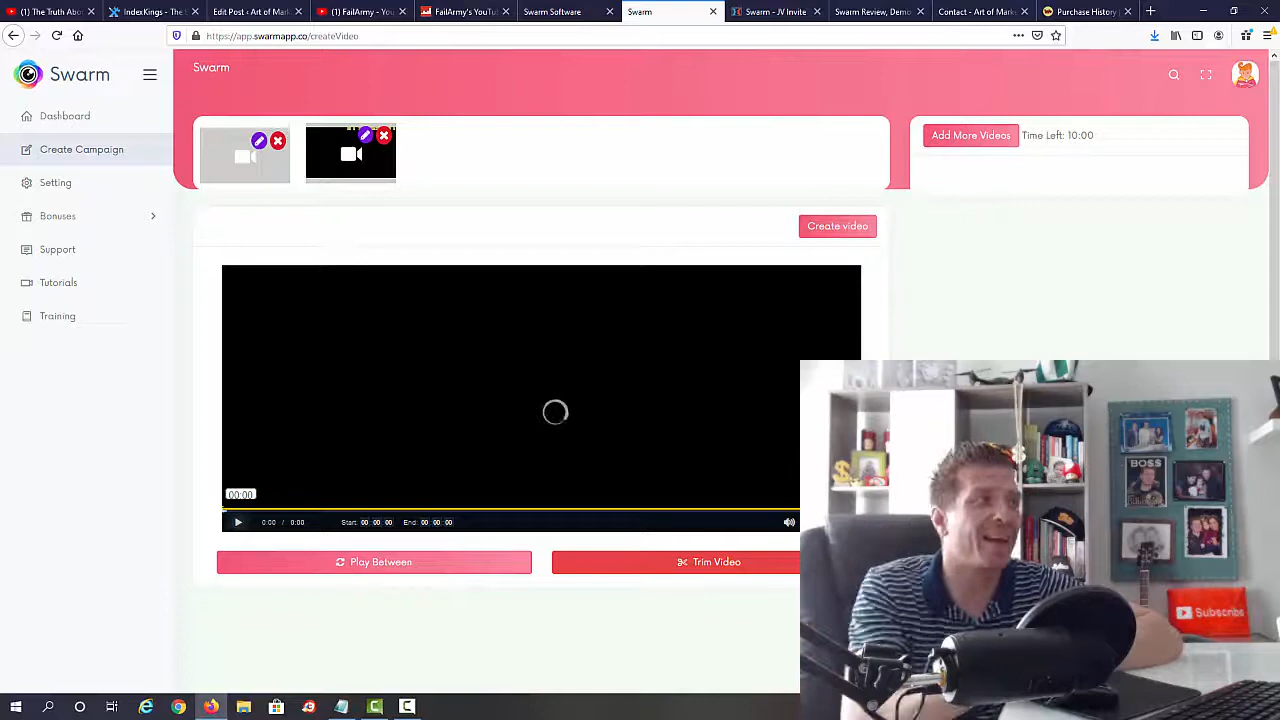 (1) The Truth Abo
IndexKings - The
Edit Post ‹ Art of M
(1) FailArmy - You
FailArmy's YouTu
Swarm Software
Swarm
Swarm - JV Invite
Swarm Review, Demo
Contact - Art of Mark
Purchase History
https://app.swarmapp.co/createVideo
Swarm
Swarm
Dashboard
Create Campaign
Setting
Bonuses
Support
Tutorials
Training
Add More Videos Time Left: 10:00
Create video
00:00
0:00 / 0:00 Start: 00 00 00 End: 00 00 00
Play Between
Trim Video
BO$$
Subscribe